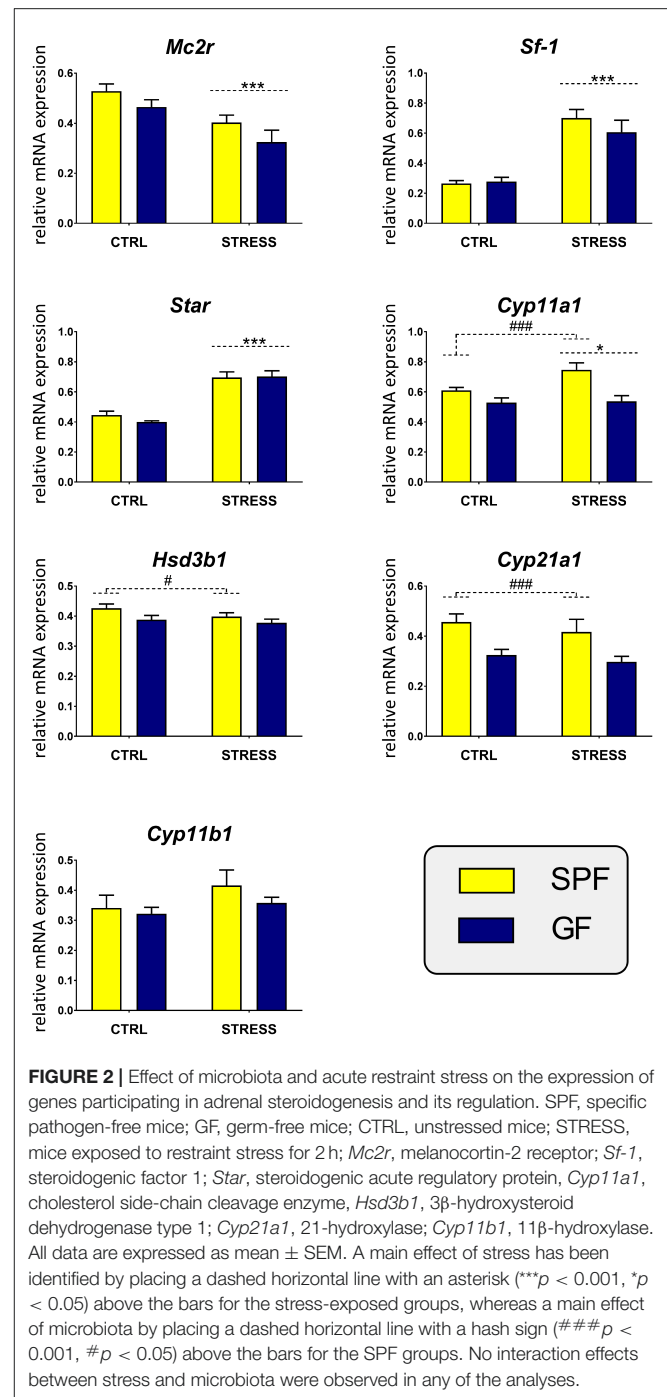 Mc2r
relative mRNA expression
0.6
0.4
0.2
0.0
***
CTRL
STRESS
Sf-1
relative mRNA expression
1.0
0.8
0.6
0.4
0.2
0.0
***
CTRL
STRESS
Star
relative mRNA expression
1.0
0.8
0.6
0.4
0.2
0.0
***
CTRL
STRESS
Cyp11a1
relative mRNA expression
1.0
0.8
0.6
0.4
0.2
0.0
###
*
CTRL
STRESS
Hsd3b1
relative mRNA expression
0.5
0.4
0.3
0.2
0.1
0.0
#
CTRL
STRESS
Cyp21a1
relative mRNA expression
0.6
0.4
0.2
0.0
###
CTRL
STRESS
Cyp11b1
relative mRNA expression
0.5
0.4
0.3
0.2
0.1
0.0
CTRL
STRESS
SPF
GF
FIGURE 2 | Effect of microbiota and acute restraint stress on the expression of
genes participating in adrenal steroidogenesis and its regulation. SPF, specific
pathogen-free mice; GF, germ-free mice; CTRL, unstressed mice; STRESS,
mice exposed to restraint stress for 2 h; Mc2r, melanocortin-2 receptor; Sf-1,
steroidogenic factor 1; Star, steroidogenic acute regulatory protein, Cyp11a1,
cholesterol side-chain cleavage enzyme, Hsd3b1, 3β-hydroxysteroid
dehydrogenase type 1; Cyp21a1, 21-hydroxylase; Cyp11b1, 11β-hydroxylase.
All data are expressed as mean ± SEM. A main effect of stress has been
identified by placing a dashed horizontal line with an asterisk (***p < 0.001, *p
< 0.05) above the bars for the stress-exposed groups, whereas a main effect
of microbiota by placing a dashed horizontal line with a hash sign (###p <
0.001, #p < 0.05) above the bars for the SPF groups. No interaction effects
between stress and microbiota were observed in any of the analyses.